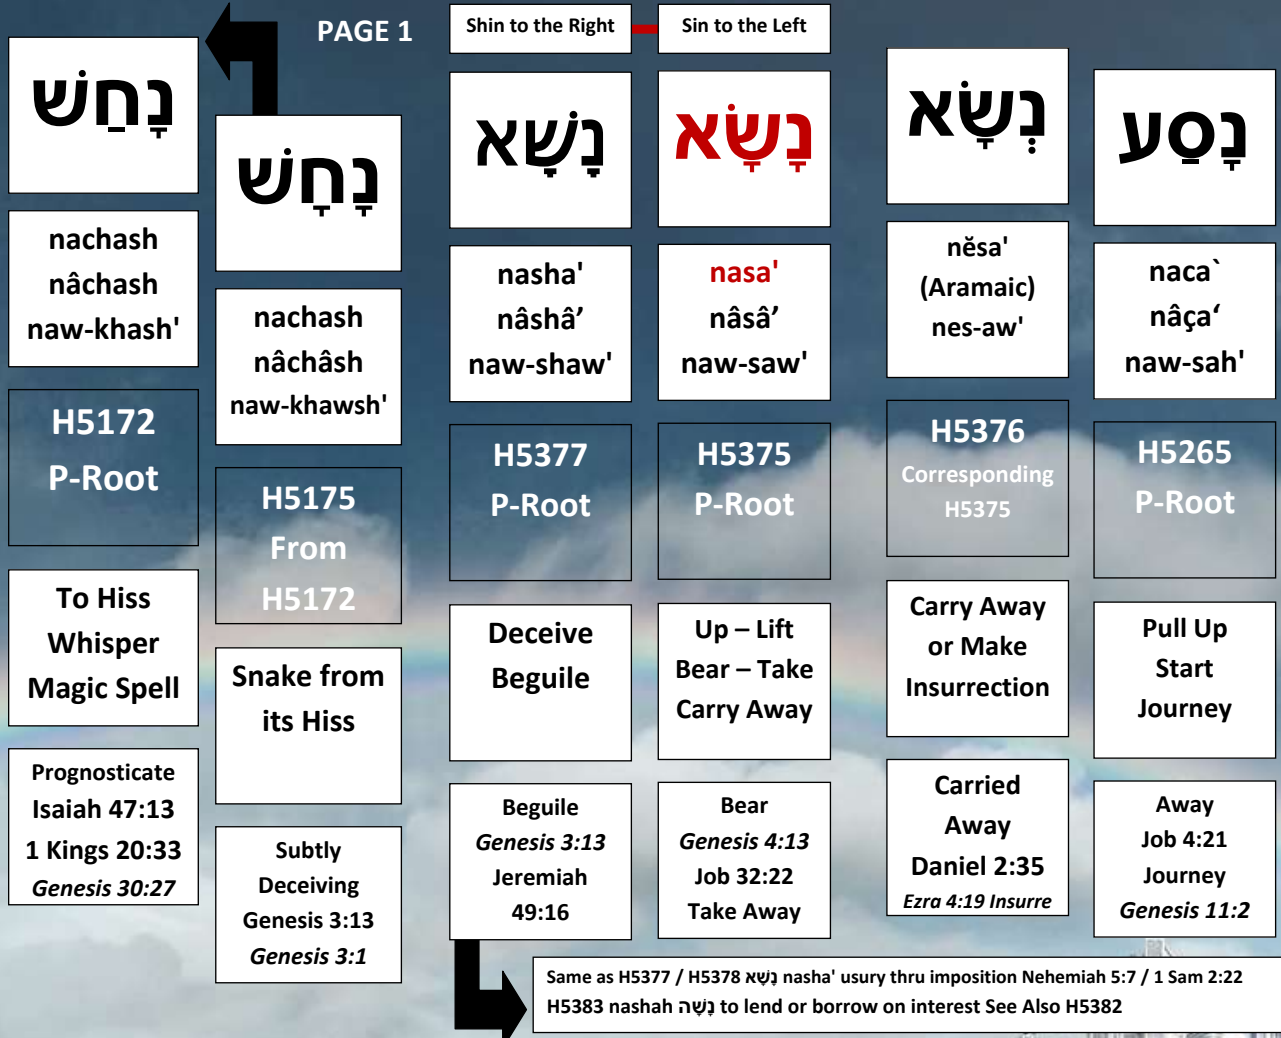 PAGE 1
Shin to the Right
Sin to the Left
נָחַשׁ
nachash
nâchash
naw-khash'
H5172
P-Root
To Hiss
Whisper
Magic Spell
Prognosticate
Isaiah 47:13
1 Kings 20:33
Genesis 30:27
נָחָשׁ
nachash
nâchâsh
naw-khawsh'
H5175
From
H5172
Snake from
its Hiss
Subtly
Deceiving
Genesis 3:13
Genesis 3:1
נָשָׁא
nasha'
nâshâ’
naw-shaw'
H5377
P-Root
Deceive
Beguile
Beguile
Genesis 3:13
Jeremiah
49:16
נָשָׂא
nasa'
nâsâ’
naw-saw'
H5375
P-Root
Up – Lift
Bear – Take
Carry Away
Bear
Genesis 4:13
Job 32:22
Take Away
נְשָׂא
nĕsa'
(Aramaic)
nes-aw'
H5376
Corresponding
H5375
Carry Away
or Make
Insurrection
Carried
Away
Daniel 2:35
Ezra 4:19 Insurre
נָסַע
naca`
nâça‘
naw-sah'
H5265
P-Root
Pull Up
Start
Journey
Away
Job 4:21
Journey
Genesis 11:2
Same as H5377 / H5378 נָשָׁא nasha' usury thru imposition Nehemiah 5:7 / 1 Sam 2:22
H5383 nashah נָשָׁה to lend or borrow on interest See Also H5382